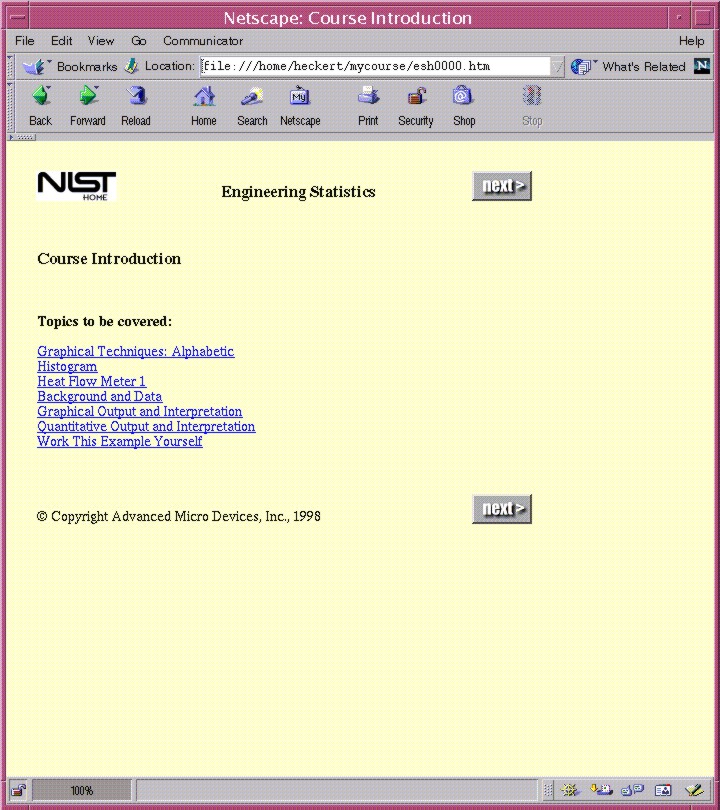 Netscape: Course Introduction
File Edit View Go Communicator Help
Bookmarks Location: file:///home/heckert/mycourse/esh0000.htm What's Related N
My
Back Forward Reload Home Search Netscape Print Security Shop Stop
NIST
HOME
Engineering Statistics
next >
Course Introduction
Topics to be covered:
Graphical Techniques: Alphabetic
Histogram
Heat Flow Meter 1
Background and Data
Graphical Output and Interpretation
Quantitative Output and Interpretation
Work This Example Yourself
next >
© Copyright Advanced Micro Devices, Inc., 1998
100%